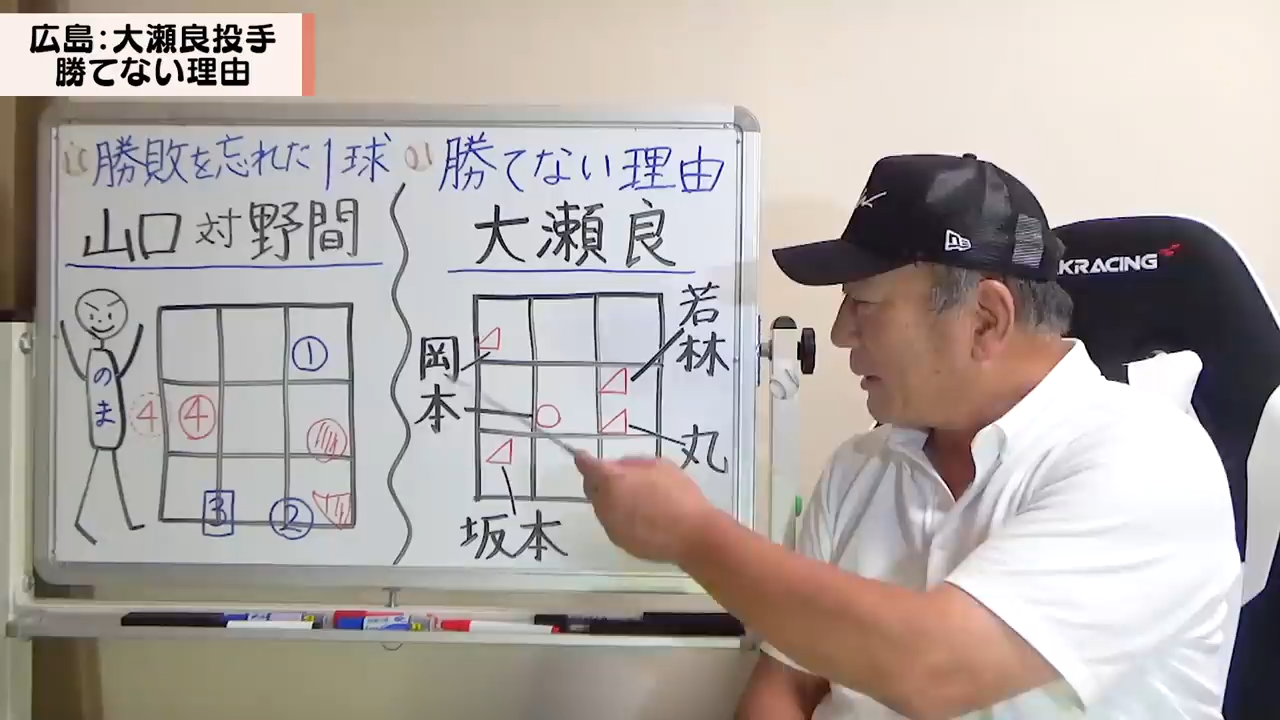 広島:大瀬良投手
勝てない理由
勝敗を忘れた1球
勝てない理由
山口対野間
大瀬良
のま
①
④
④
3
②
岡本
若林
丸
坂本
KRACING